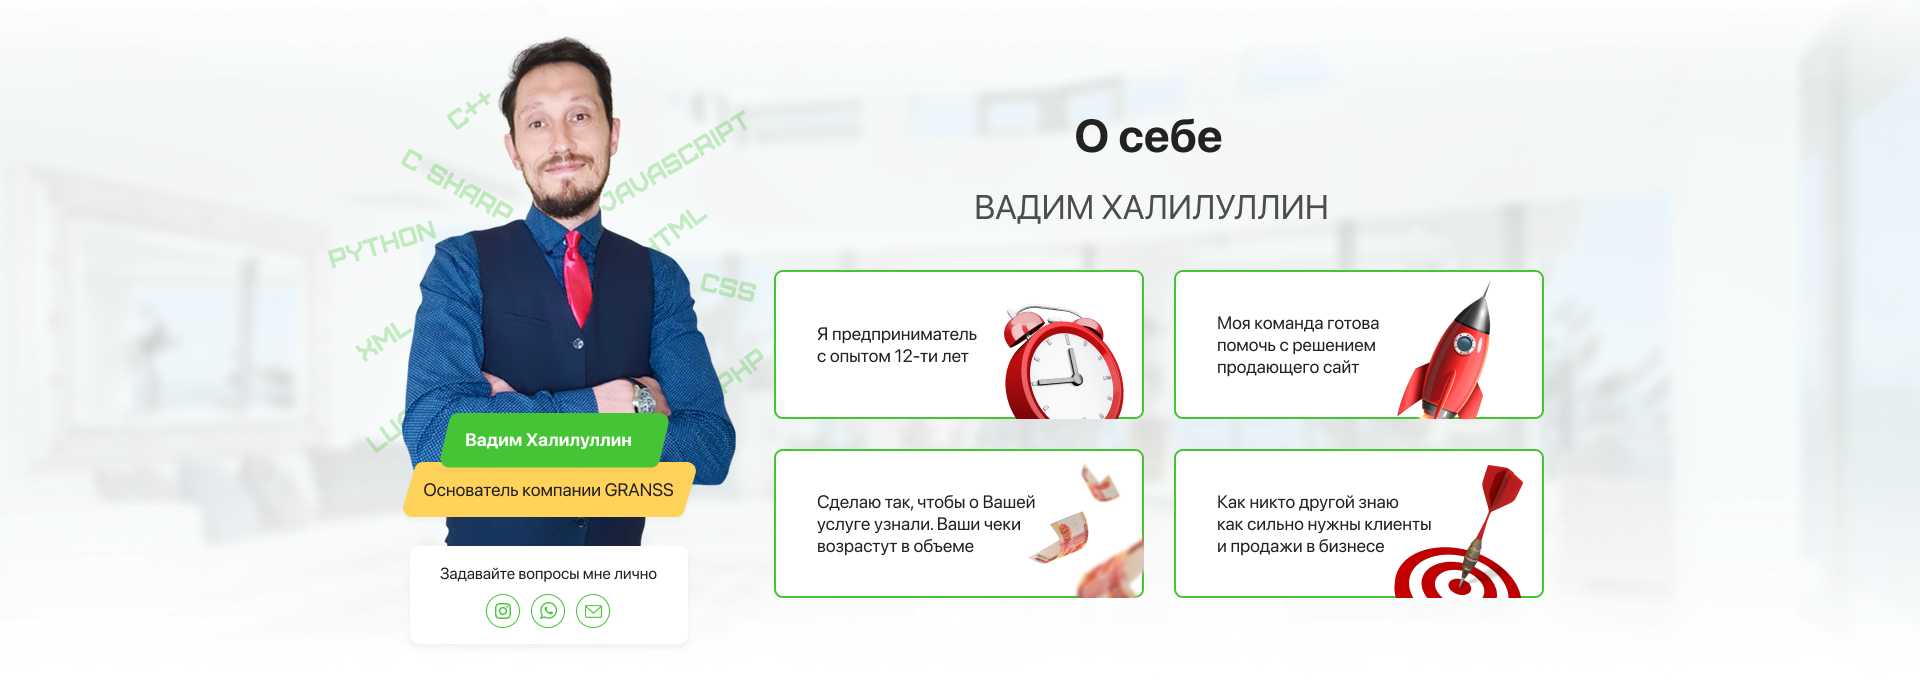 C++
C SHARP
JAVASCRIPT
PYTHON
HTML
CSS
XML
PHP
Вадим Халилуллин
Основатель компании GRANSS
Задавайте вопросы мне лично
О себе
ВАДИМ ХАЛИЛУЛЛИН
Я предприниматель
с опытом 12-ти лет
Моя команда готова
помочь с решением
продающего сайт
Сделаю так, чтобы о Вашей
услуге узнали. Ваши чеки
возрастут в объеме
Как никто другой знаю
как сильно нужны клиенты
и продажи в бизнесе